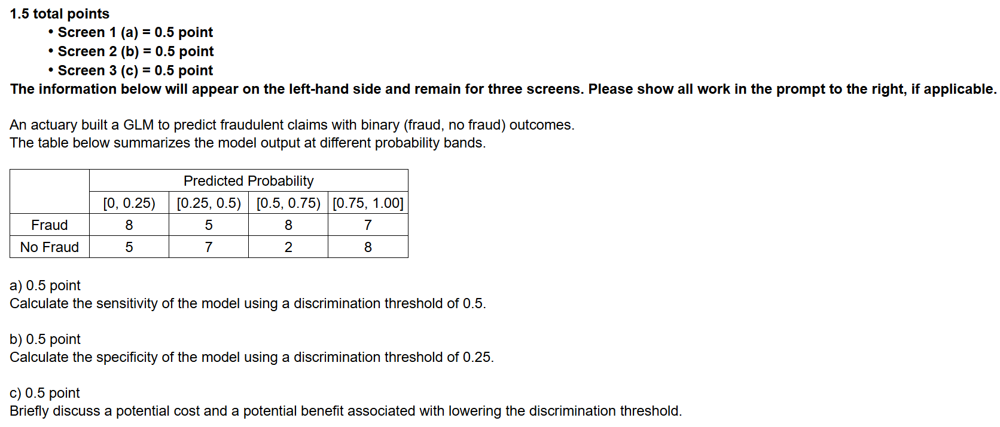 1.5 total points
• Screen 1 (a) = 0.5 point
• Screen 2 (b) = 0.5 point
• Screen 3 (c) = 0.5 point
The information below will appear on the left-hand side and remain for three screens. Please show all work in the prompt to the right, if applicable.
An actuary built a GLM to predict fraudulent claims with binary (fraud, no fraud) outcomes.
The table below summarizes the model output at different probability bands.
Predicted Probability
[0, 0.25) [0.25, 0.5) [0.5, 0.75) [0.75, 1.00]
Fraud 8 5 8 7
No Fraud 5 7 2 8
a) 0.5 point
Calculate the sensitivity of the model using a discrimination threshold of 0.5.
b) 0.5 point
Calculate the specificity of the model using a discrimination threshold of 0.25.
c) 0.5 point
Briefly discuss a potential cost and a potential benefit associated with lowering the discrimination threshold.